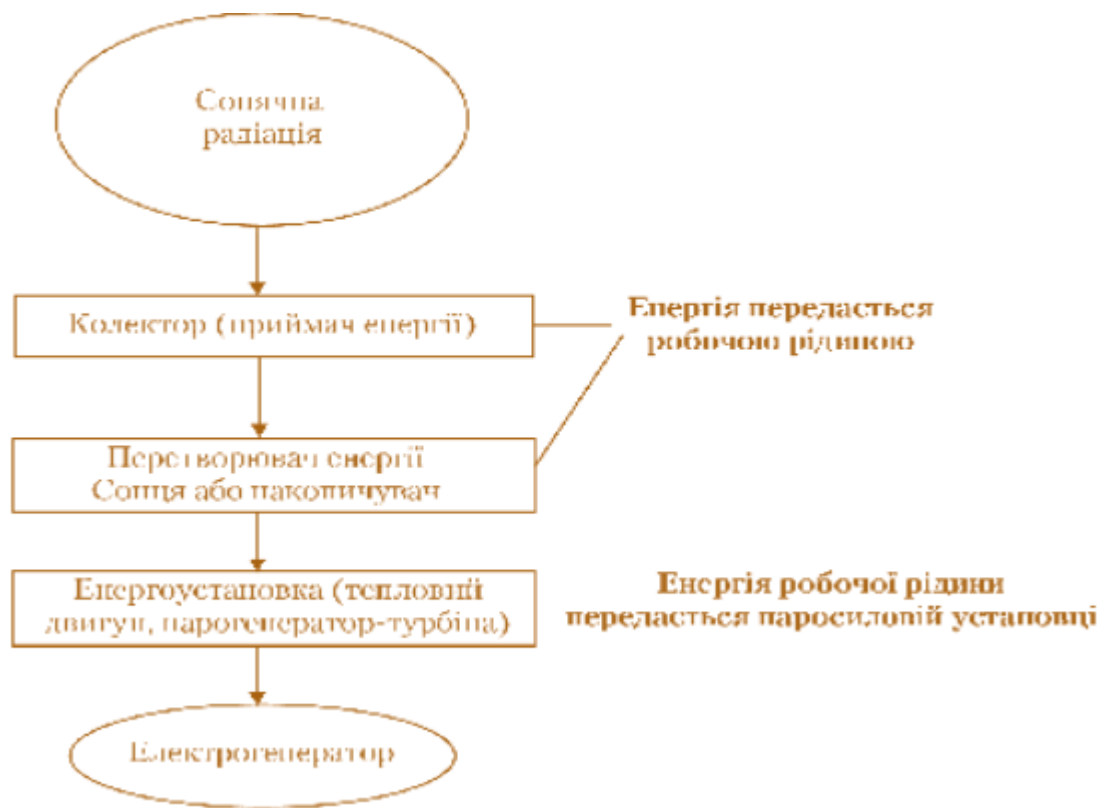 Сонячна
радіація
Колектор (приймач енергії)
Енергія передається
робочою рідиною
Перетворювач енергії
Сонця або накопичувач
Енергоустановка (тепловий
двигун, парогенератор-турбіна)
Енергія робочої рідини
передається паросиловій установці
Електрогенератор